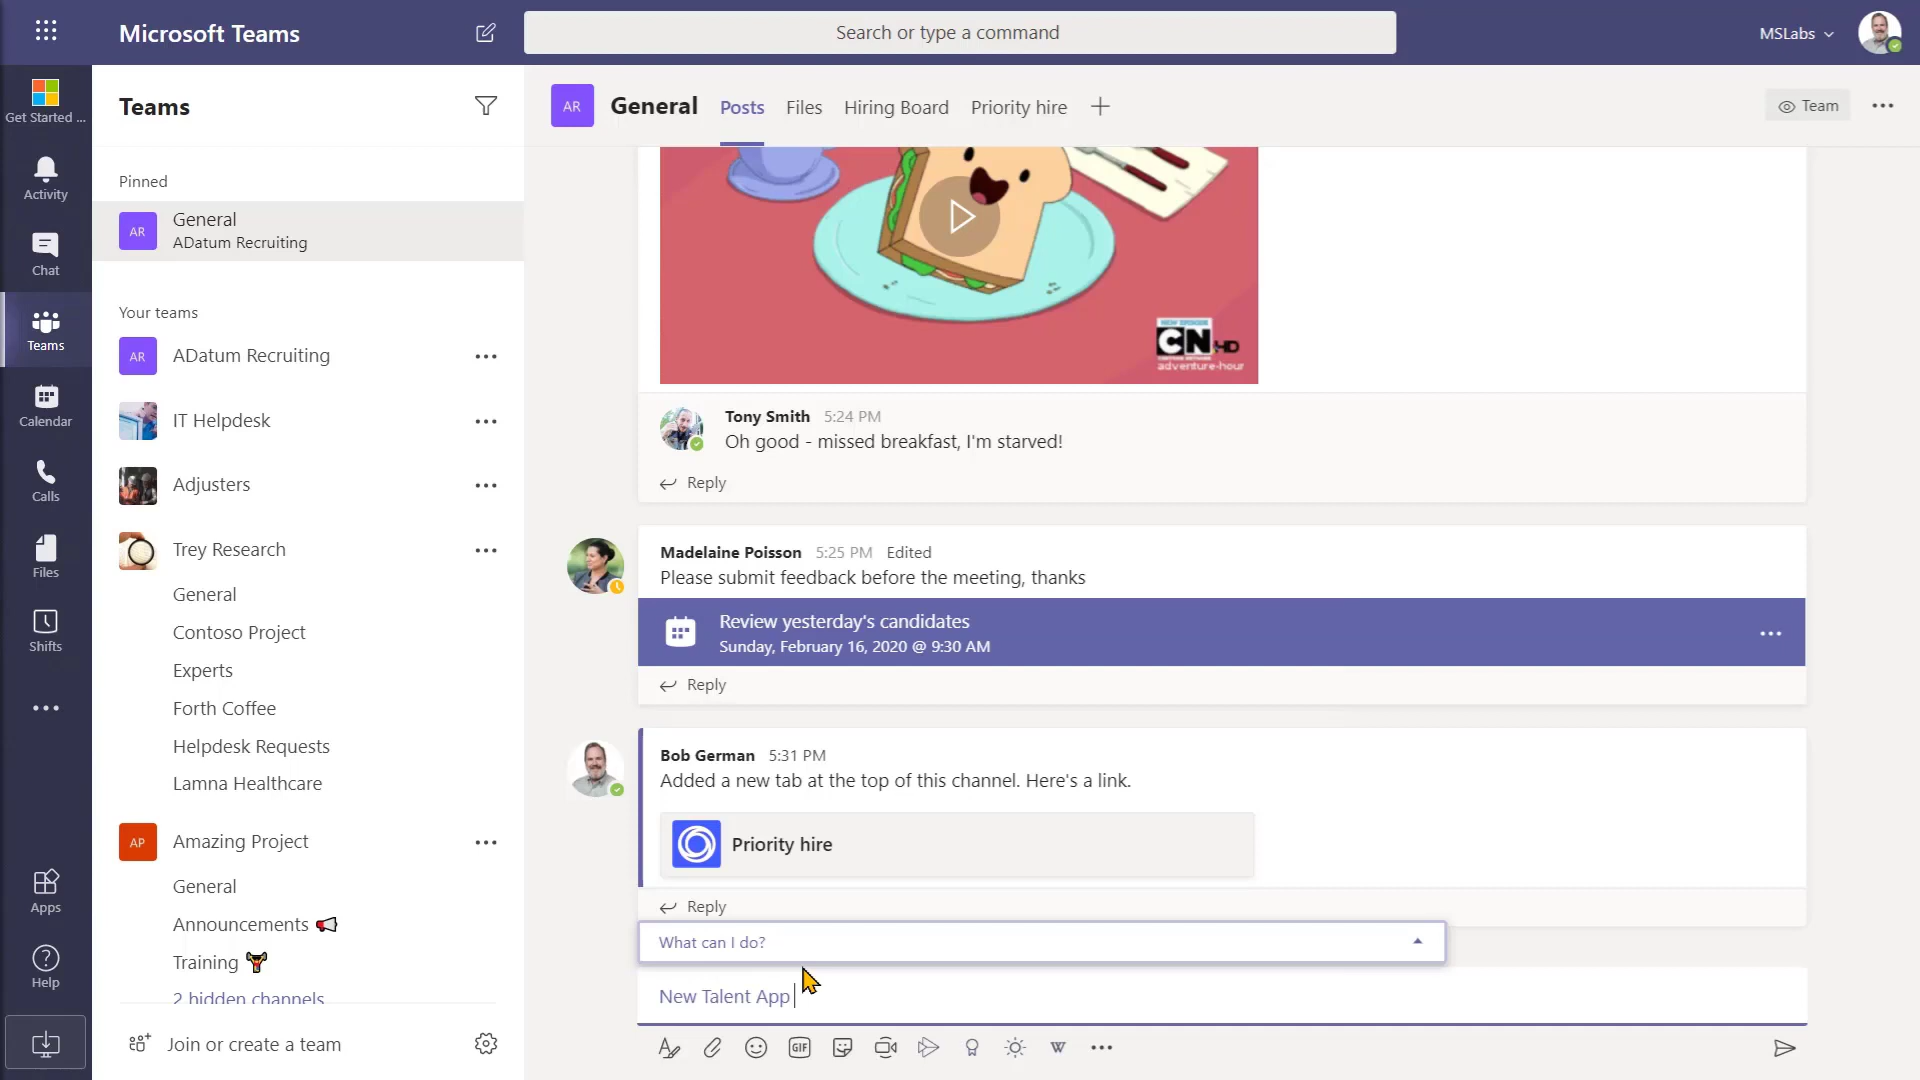 Microsoft Teams
Search or type a command
MSLabs
Get Started ...
Activity
Chat
Teams
Calendar
Calls
Files
Shifts
Apps
Help
Teams
Pinned
AR
General
ADatum Recruiting
Your teams
AR
ADatum Recruiting
IT Helpdesk
Adjusters
Trey Research
General
Contoso Project
Experts
Forth Coffee
Helpdesk Requests
Lamna Healthcare
AP
Amazing Project
General
Announcements 📢
Training
2 hidden channels
Join or create a team
AR
General
Posts
Files
Hiring Board
Priority hire
Team
CN HD
adventure-hour
Tony Smith 5:24 PM
Oh good - missed breakfast, I'm starved!
Reply
Madelaine Poisson 5:25 PM Edited
Please submit feedback before the meeting, thanks
Review yesterday's candidates
Sunday, February 16, 2020 @ 9:30 AM
Reply
Bob German 5:31 PM
Added a new tab at the top of this channel. Here's a link.
Priority hire
Reply
What can I do?
New Talent App
GIF
W